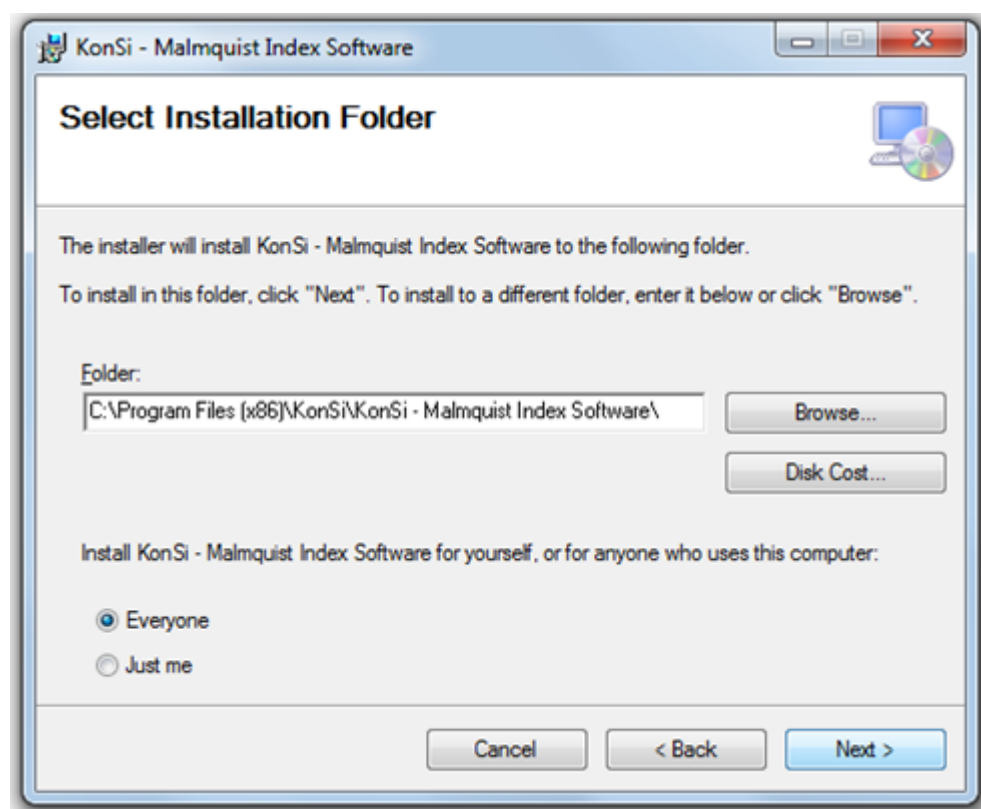 KonSi - Malmquist Index Software
Select Installation Folder
The installer will install KonSi - Malmquist Index Software to the following folder.
To install in this folder, click "Next". To install to a different folder, enter it below or click "Browse".
Folder:
C:\Program Files (x86)\KonSi\KonSi - Malmquist Index Software\
Browse...
Disk Cost...
Install KonSi - Malmquist Index Software for yourself, or for anyone who uses this computer:
Everyone
Just me
Cancel
< Back
Next >